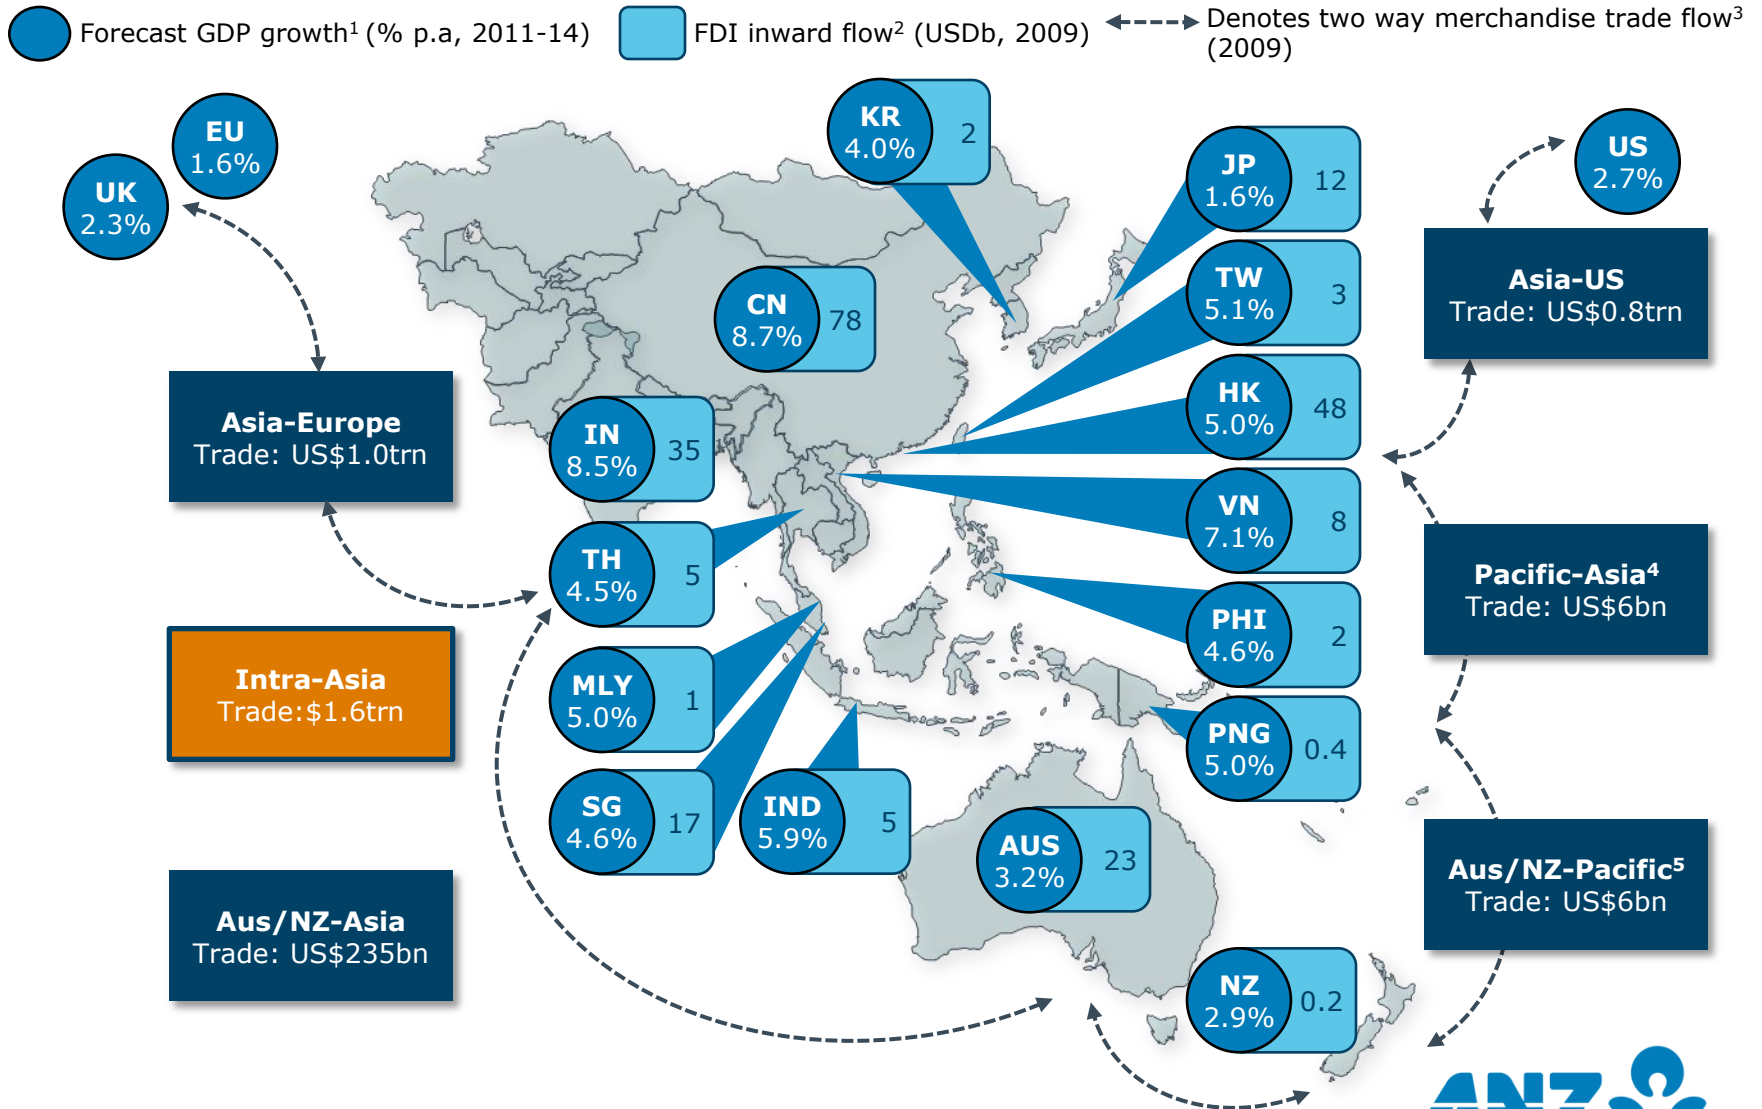 Forecast GDP growth¹ (% p.a, 2011-14)
FDI inward flow² (USDb, 2009)
Denotes two way merchandise trade flow³
(2009)
EU
1.6%
UK
2.3%
KR
4.0%
2
JP
1.6%
12
US
2.7%
TW
5.1%
3
Asia-US
Trade: US$0.8trn
CN
8.7%
78
HK
5.0%
48
Asia-Europe
Trade: US$1.0trn
IN
8.5%
35
VN
7.1%
8
TH
4.5%
5
Pacific-Asia⁴
Trade: US$6bn
PHI
4.6%
2
Intra-Asia
Trade:$1.6trn
MLY
5.0%
1
PNG
5.0%
0.4
SG
4.6%
17
IND
5.9%
5
AUS
3.2%
23
Aus/NZ-Pacific⁵
Trade: US$6bn
Aus/NZ-Asia
Trade: US$235bn
NZ
2.9%
0.2
ANZ